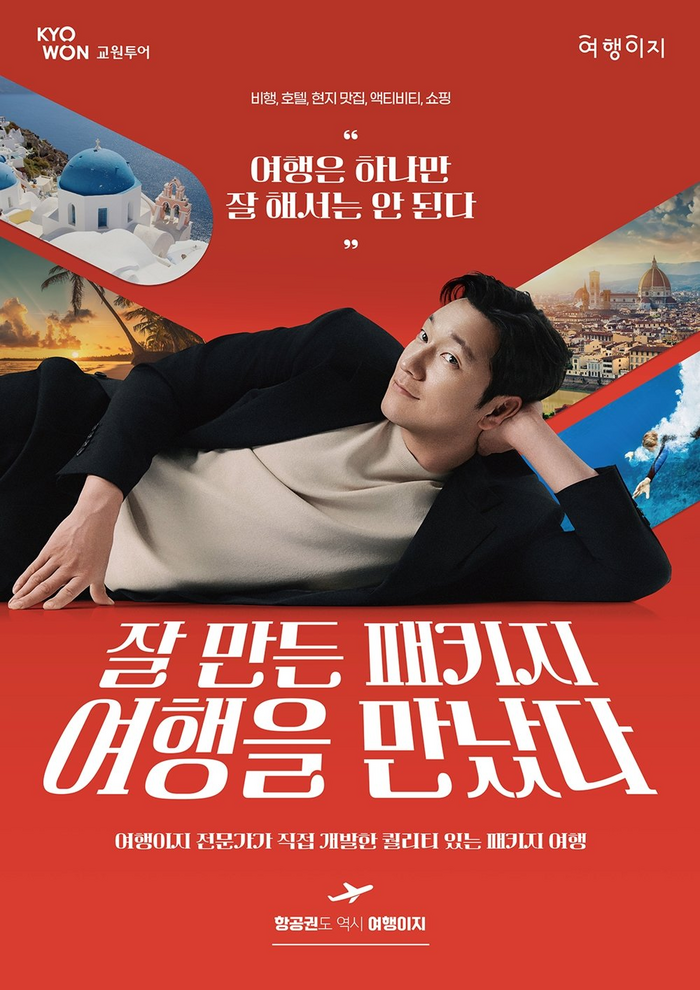 KYO
WON 교원투어
여행이지
비행, 호텔, 현지 맛집, 액티비티, 쇼핑
“
여행은 하나만
잘 해서는 안 된다
”
잘 만든 패키지
여행을 만났다
여행이지 전문가가 직접 개발한 퀄리티 있는 패키지 여행
항공권도 역시 여행이지